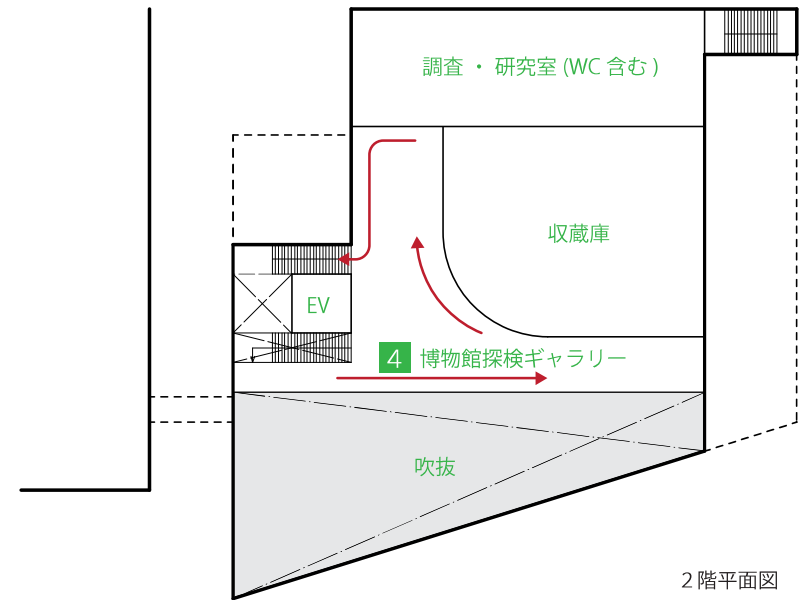 調査 ・ 研究室 (WC 含む )
収蔵庫
EV
4 博物館探検ギャラリー
吹抜
２階平面図